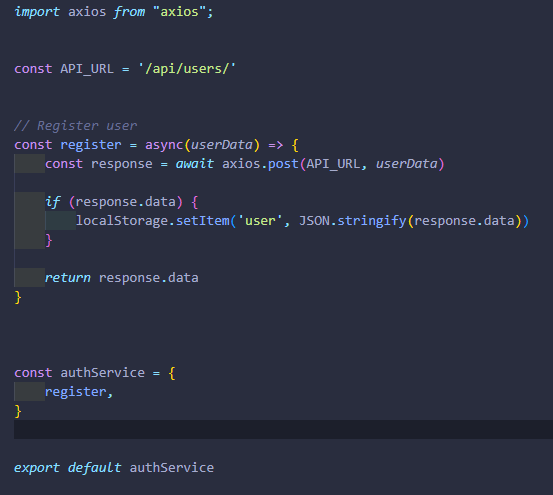 import axios from "axios";
const API_URL = '/api/users/'
// Register user
const register = async(userData) => {
const response = await axios.post(API_URL, userData)
if (response.data) {
localStorage.setItem('user', JSON.stringify(response.data))
}
return response.data
}
const authService = {
register,
}
export default authService